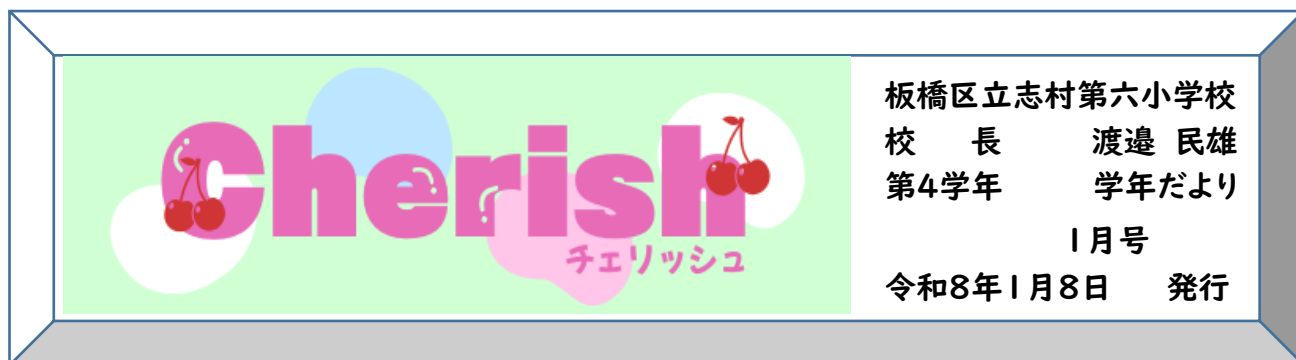 Cherish
チェリッシュ
板橋区立志村第六小学校
校 長 渡邉 民雄
第4学年 学年だより
1月号
令和8年1月8日 発行